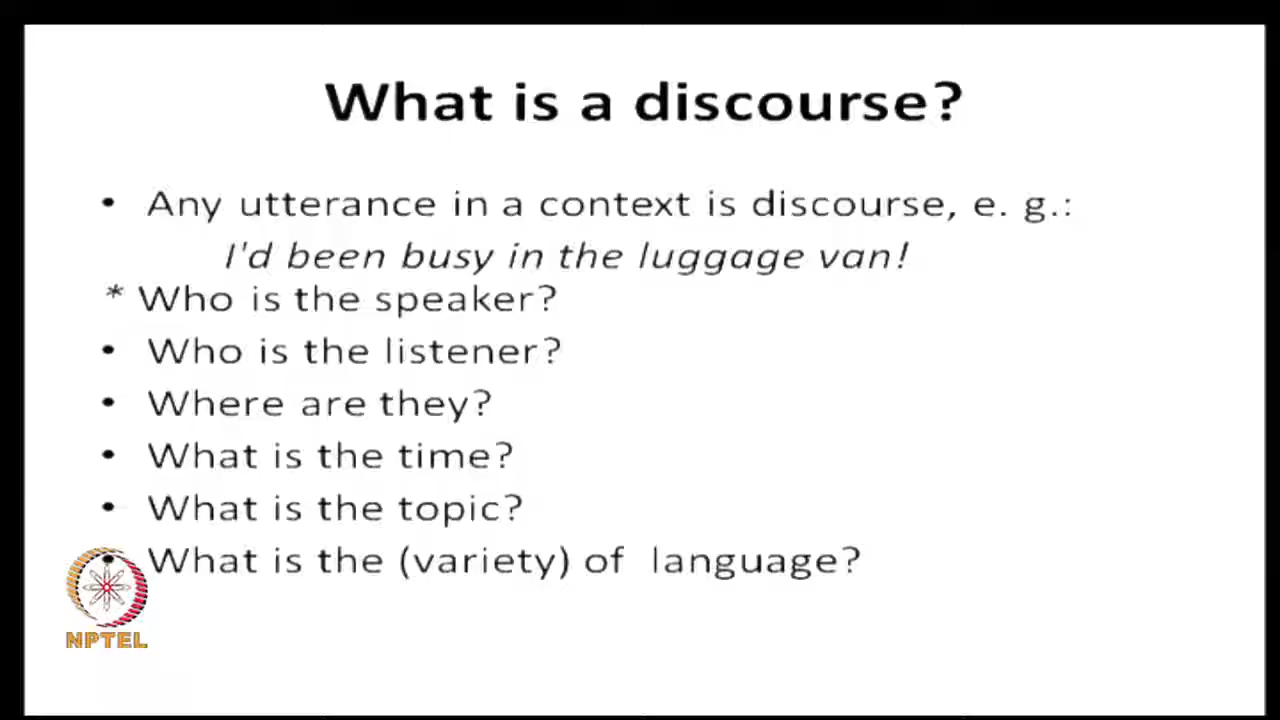 What is a discourse?
• Any utterance in a context is discourse, e. g.:
I'd been busy in the luggage van!
* Who is the speaker?
• Who is the listener?
• Where are they?
• What is the time?
• What is the topic?
• What is the (variety) of language?
NPTEL